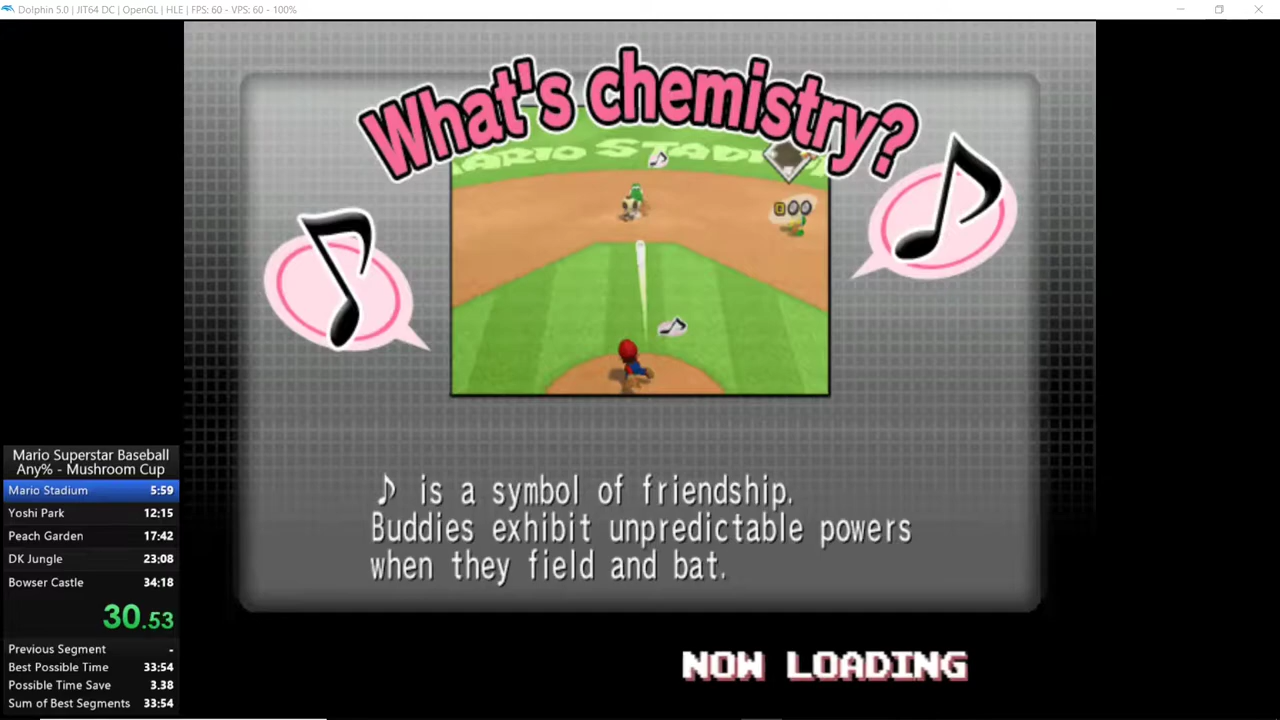 Dolphin 5.0 | JIT64 DC | OpenGL | HLE | FPS: 60 - VPS: 60 - 100%
What's chemistry?
MARIO STADIUM
♪ is a symbol of friendship.
Buddies exhibit unpredictable powers
when they field and bat.
NOW LOADING
Mario Superstar Baseball
Any% - Mushroom Cup
Mario Stadium 5:59
Yoshi Park 12:15
Peach Garden 17:42
DK Jungle 23:08
Bowser Castle 34:18
30.53
Previous Segment -
Best Possible Time 33:54
Possible Time Save 3.38
Sum of Best Segments 33:54